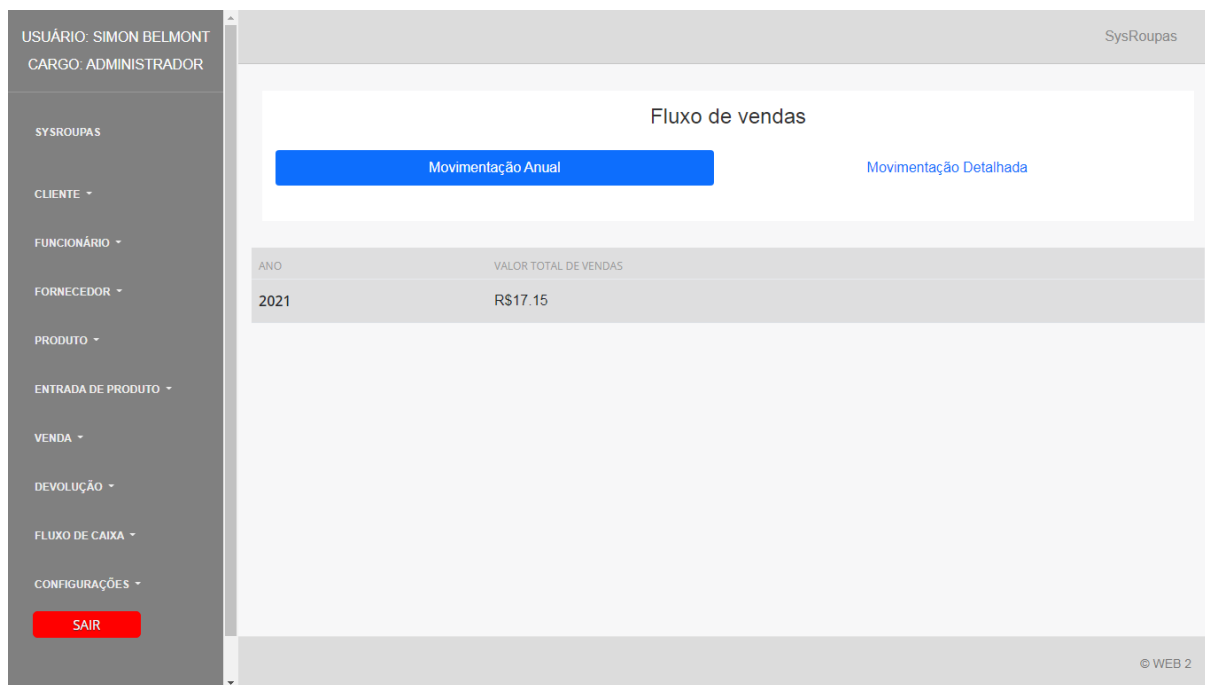 USUÁRIO: SIMON BELMONT
CARGO: ADMINISTRADOR
SYSROUPAS
CLIENTE
FUNCIONÁRIO
FORNECEDOR
PRODUTO
ENTRADA DE PRODUTO
VENDA
DEVOLUÇÃO
FLUXO DE CAIXA
CONFIGURAÇÕES
SAIR
SysRoupas
Fluxo de vendas
Movimentação Anual Movimentação Detalhada
ANO VALOR TOTAL DE VENDAS
2021 R$17.15
© WEB 2